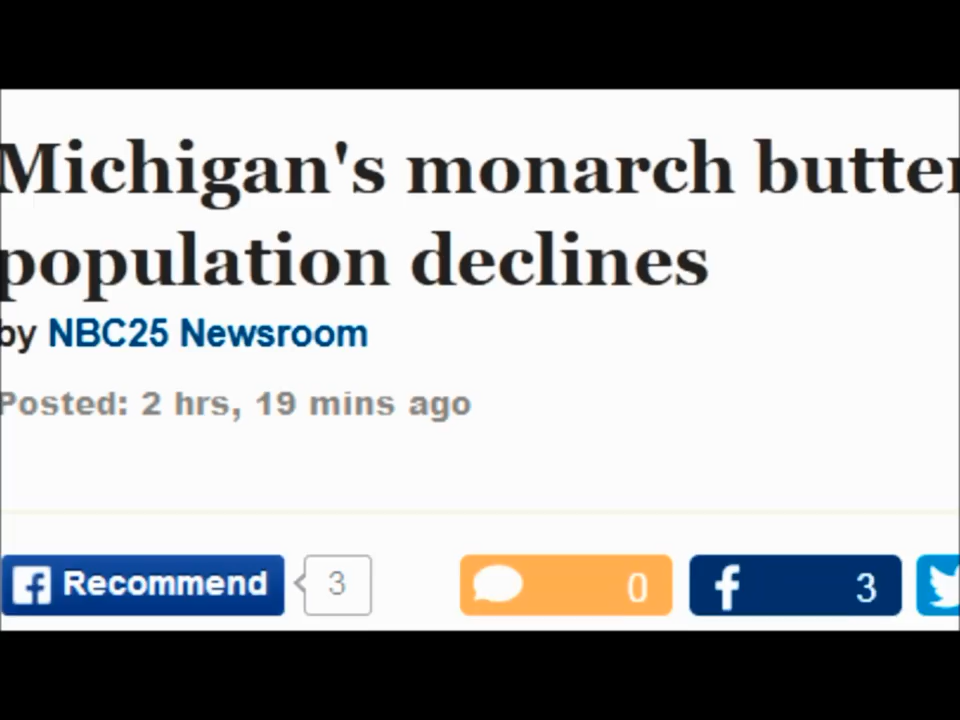 Michigan's monarch butter
population declines
by NBC25 Newsroom
Posted: 2 hrs, 19 mins ago
Recommend 3 0 3